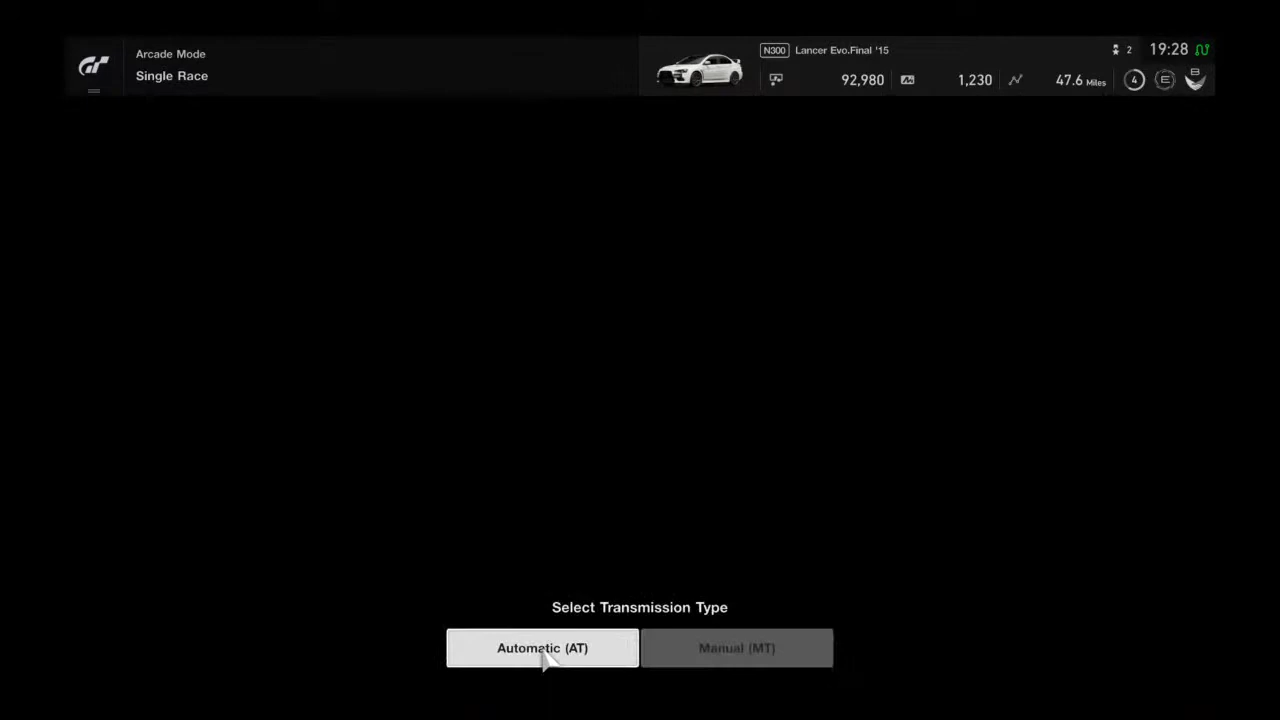 Arcade Mode
Single Race
N300 Lancer Evo.Final '15
2 19:28
92,980 1,230 47.6 Miles 4 E B
Select Transmission Type
Automatic (AT) Manual (MT)